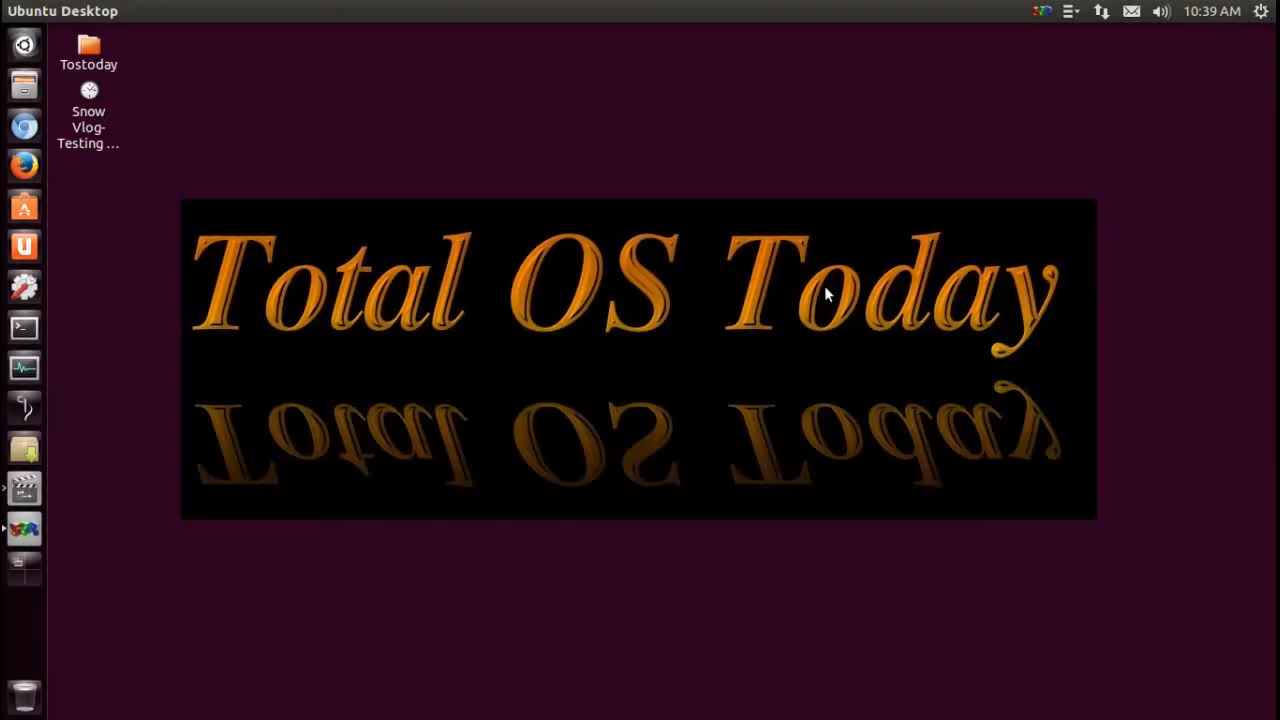 Ubuntu Desktop
10:39 AM
Tostoday
Snow
Vlog-
Testing ...
Total OS Today
Total OS Today